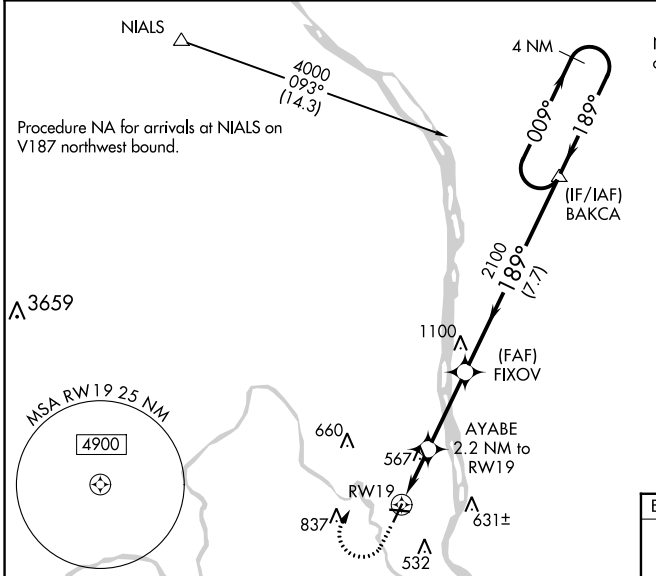 NIALS
4000
093°
(14.3)
Procedure NA for arrivals at NIALS on
V187 northwest bound.
4 NM
009°
189°
(IF/IAF)
BAKCA
2100
189°
(7.7)
3659
1100
(FAF)
FIXOV
MSA RW19 25 NM
4900
660
567
AYABE
2.2 NM to
RW19
RW19
837
631±
532